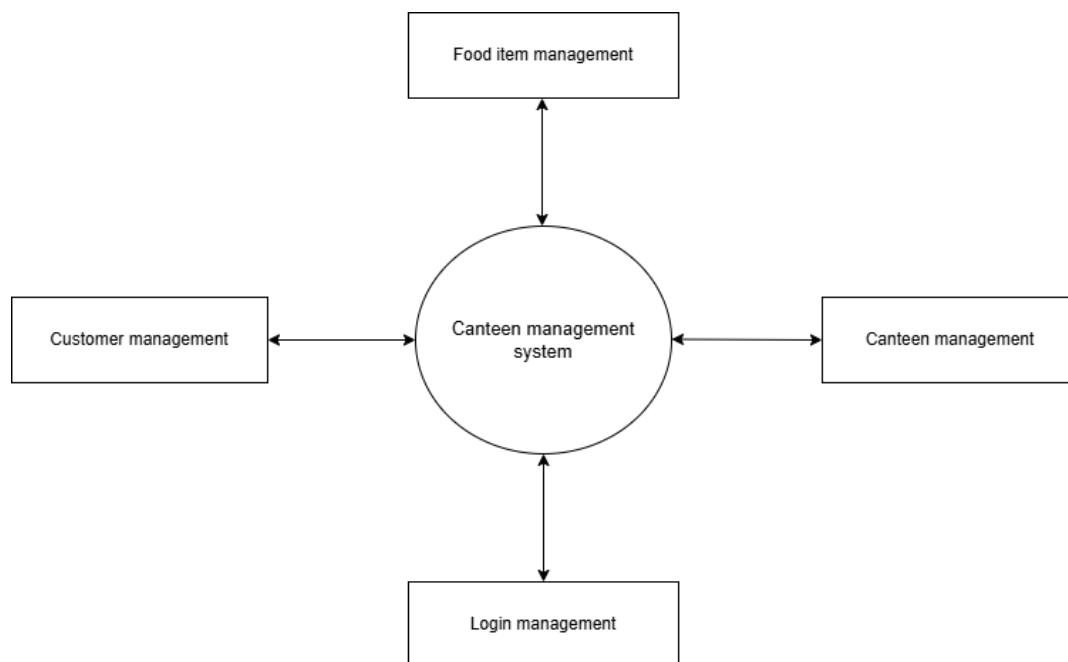 Food item management
Customer management
Canteen management
system
Canteen management
Login management